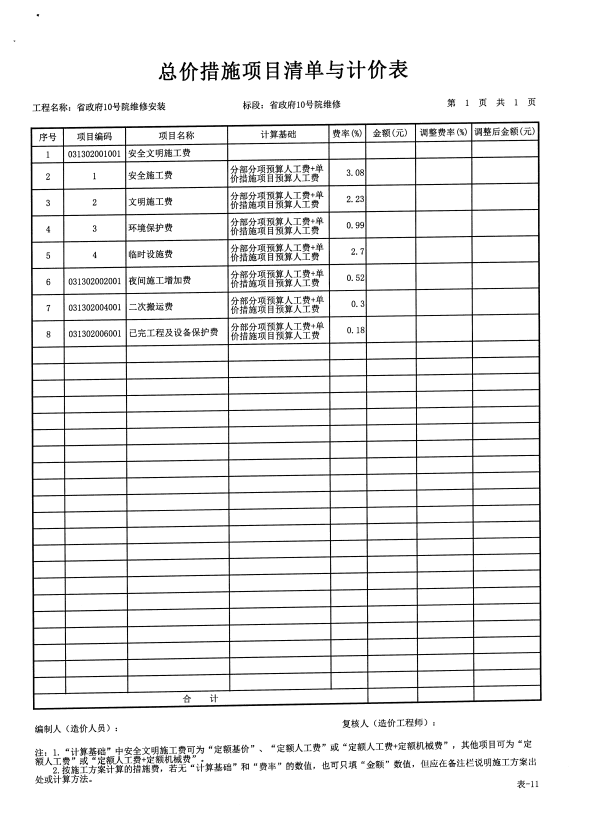 总价措施项目清单与计价表
工程名称：省政府10号院维修安装 标段：省政府10号院维修 第 1 页 共 1 页
序号 项目编码 项目名称 计算基础 费率(%) 金额(元) 调整费率(%) 调整后金额(元)
1 031302001001 安全文明施工费
2 1 安全施工费 分部分项预算人工费+单价措施项目预算人工费 3.08
3 2 文明施工费 分部分项预算人工费+单价措施项目预算人工费 2.23
4 3 环境保护费 分部分项预算人工费+单价措施项目预算人工费 0.99
5 4 临时设施费 分部分项预算人工费+单价措施项目预算人工费 2.7
6 031302002001 夜间施工增加费 分部分项预算人工费+单价措施项目预算人工费 0.52
7 031302004001 二次搬运费 分部分项预算人工费+单价措施项目预算人工费 0.3
8 031302006001 已完工程及设备保护费 分部分项预算人工费+单价措施项目预算人工费 0.18
合 计
编制人（造价人员）： 复核人（造价工程师）：
注：1.“计算基础”中安全文明施工费可为“定额基价”、“定额人工费”或“定额人工费+定额机械费”，其他项目可为“定
额人工费”或“定额人工费+定额机械费”。
2.按施工方案计算的措施费，若无“计算基础”和“费率”的数值，也可只填“金额”数值，但应在备注栏说明施工方案出
处或计算方法。
表-11